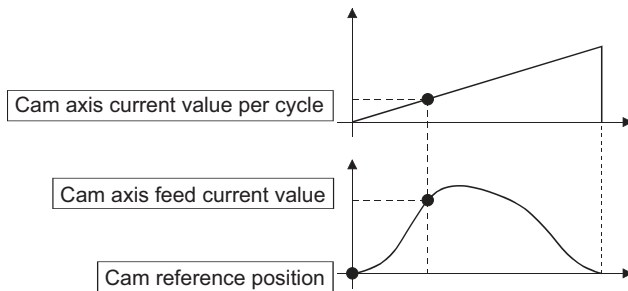 Cam axis current value per cycle
Cam axis feed current value
Cam reference position